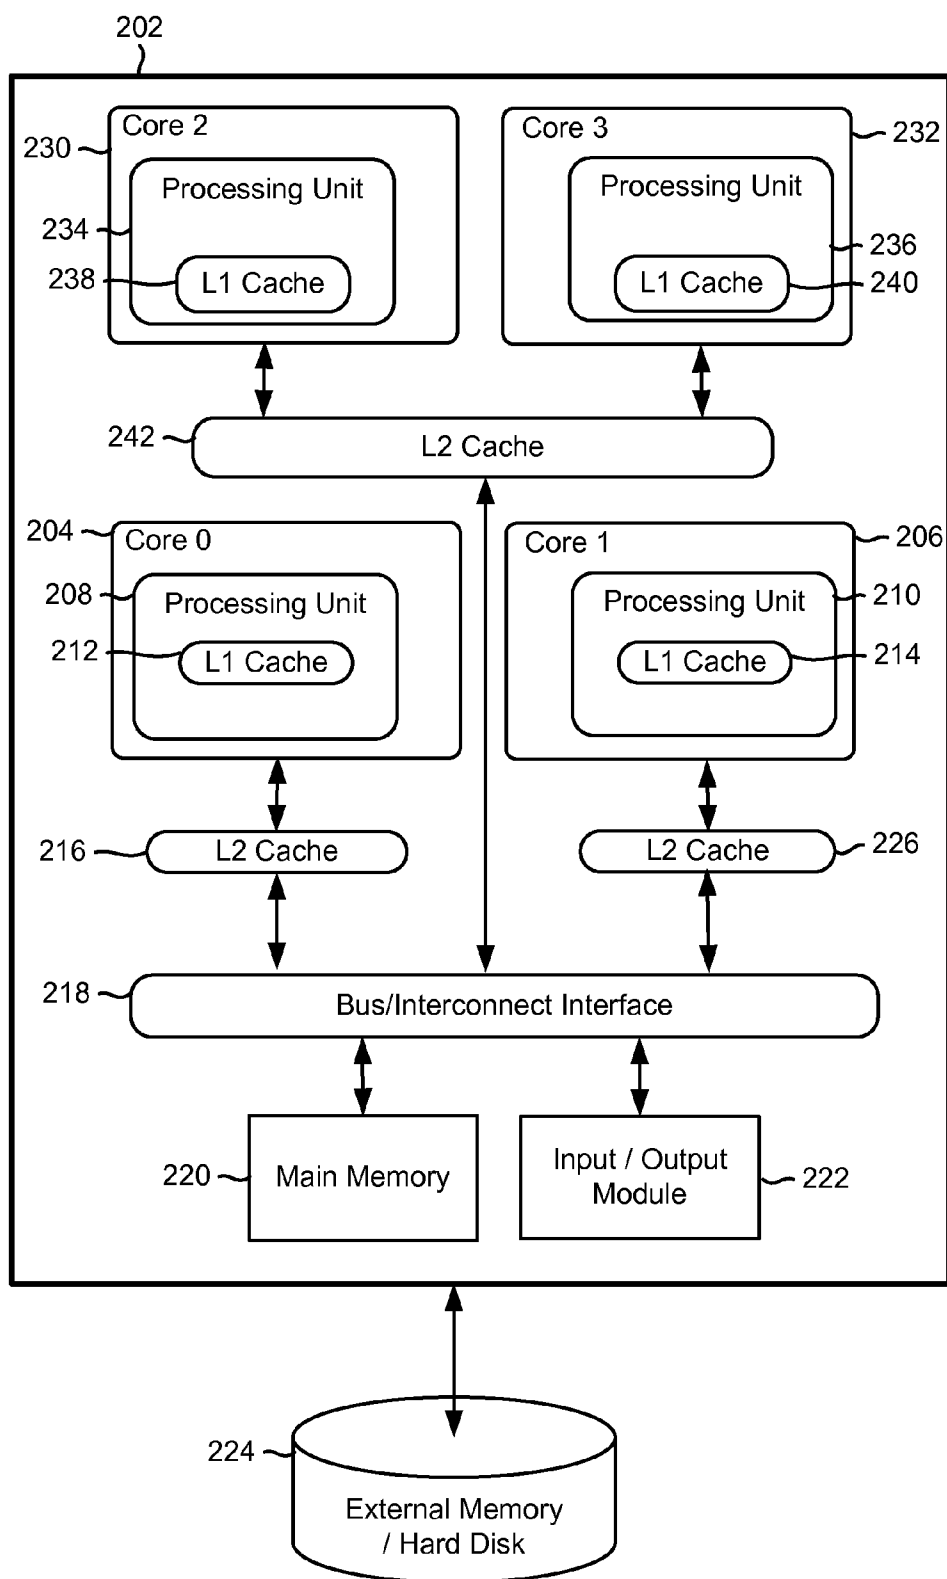 202
Core 2
Core 3
230
232
Processing Unit
Processing Unit
234
236
238
L1 Cache
L1 Cache
240
242
L2 Cache
204
Core 0
Core 1
206
208
Processing Unit
Processing Unit
210
212
L1 Cache
L1 Cache
214
216
L2 Cache
L2 Cache
226
218
Bus/Interconnect Interface
220
Main Memory
Input / Output
Module
222
224
External Memory
/ Hard Disk